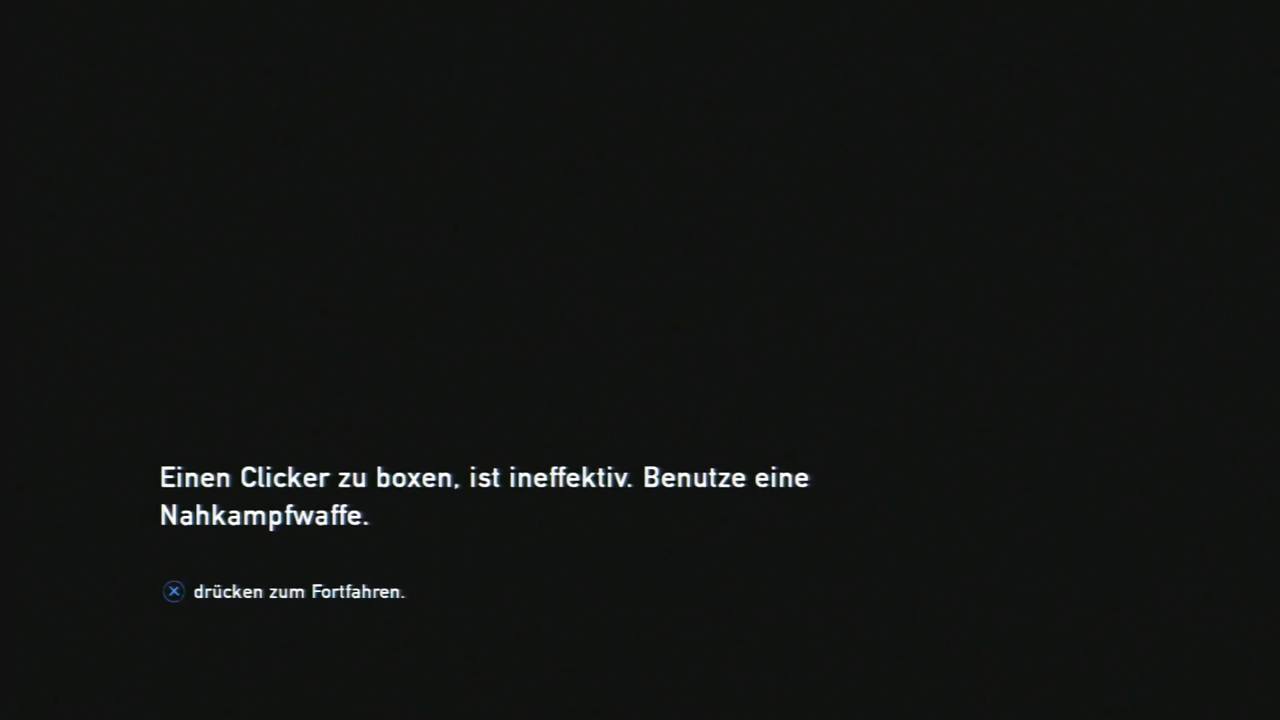 Einen Clicker zu boxen, ist ineffektiv. Benutze eine
Nahkampfwaffe.
drücken zum Fortfahren.